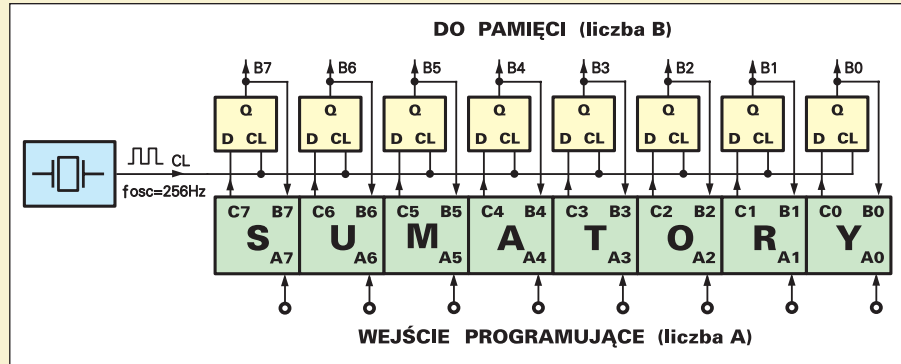 DO PAMIĘCI (liczba B)
B7 B6 B5 B4 B3 B2 B1 B0
Q Q Q Q Q Q Q Q
D CL D CL D CL D CL D CL D CL D CL D CL
CL
fosc=256Hz
C7 B7 C6 B6 C5 B5 C4 B4 C3 B3 C2 B2 C1 B1 C0 B0
S U M A T O R Y
A7 A6 A5 A4 A3 A2 A1 A0
WEJŚCIE PROGRAMUJĄCE (liczba A)